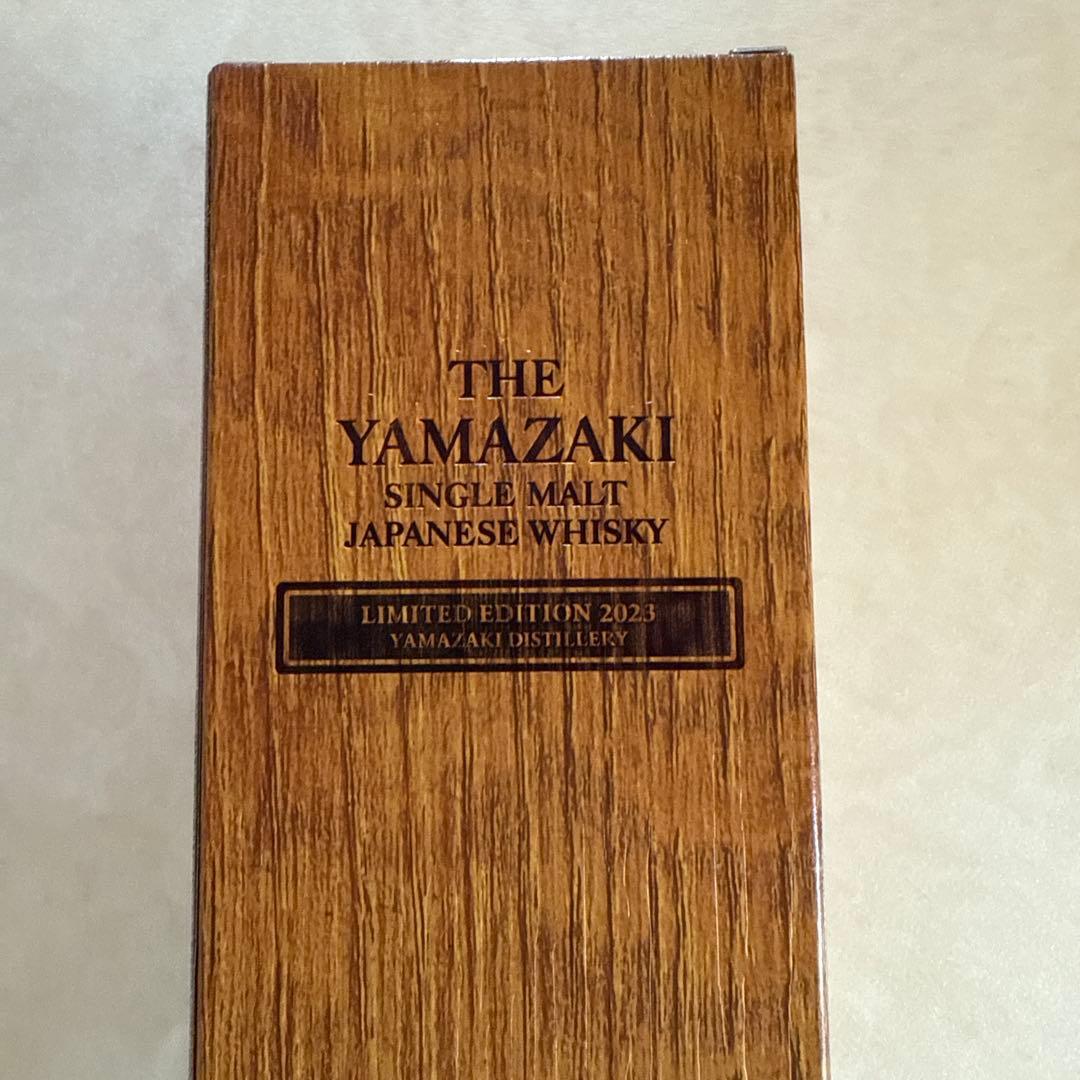 THE
YAMAZAKI
SINGLE MALT
JAPANESE WHISKY
LIMITED EDITION 2023
YAMAZAKI DISTILLERY